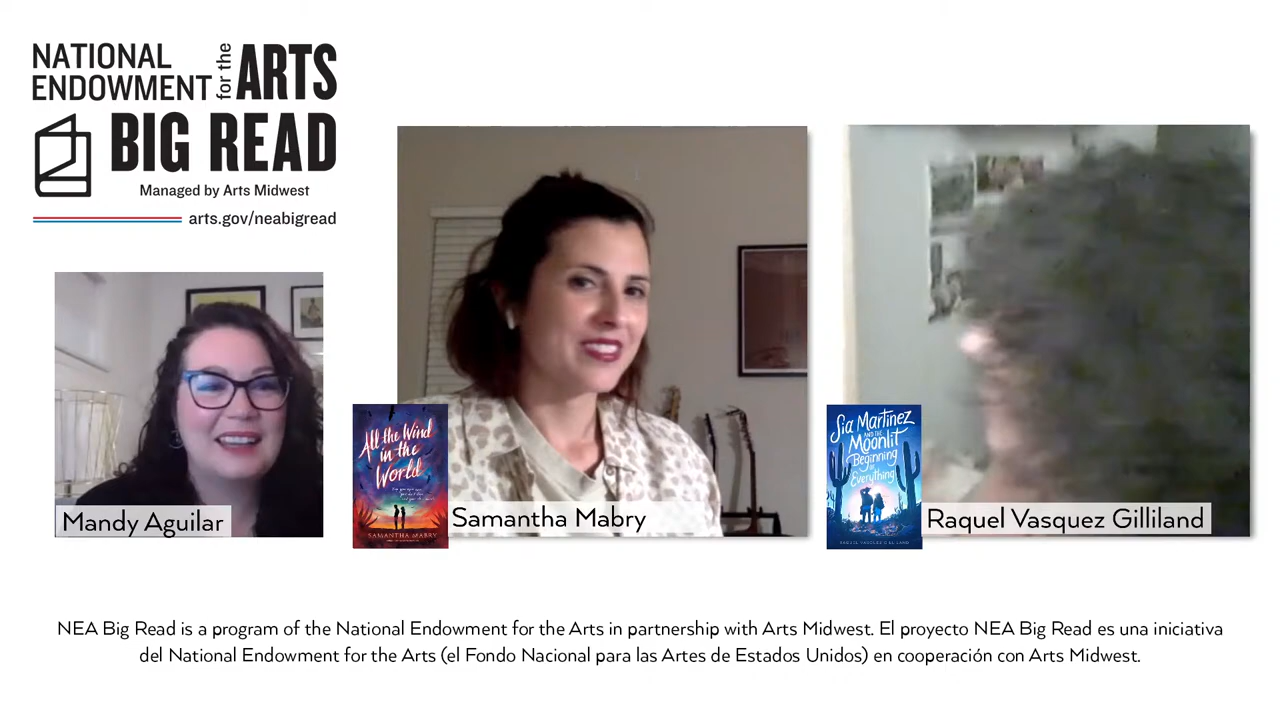 NATIONAL
ENDOWMENT
for the
ARTS
BIG READ
Managed by Arts Midwest
arts.gov/neabigread
Mandy Aguilar
All the Wind
in the
World
SAMANTHA MABRY
Samantha Mabry
Sia Martinez
AND THE
Moonlit
Beginning
of
Everything
RAQUEL VASQUEZ GILLILAND
Raquel Vasquez Gilliland
NEA Big Read is a program of the National Endowment for the Arts in partnership with Arts Midwest. El proyecto NEA Big Read es una iniciativa
del National Endowment for the Arts (el Fondo Nacional para las Artes de Estados Unidos) en cooperación con Arts Midwest.